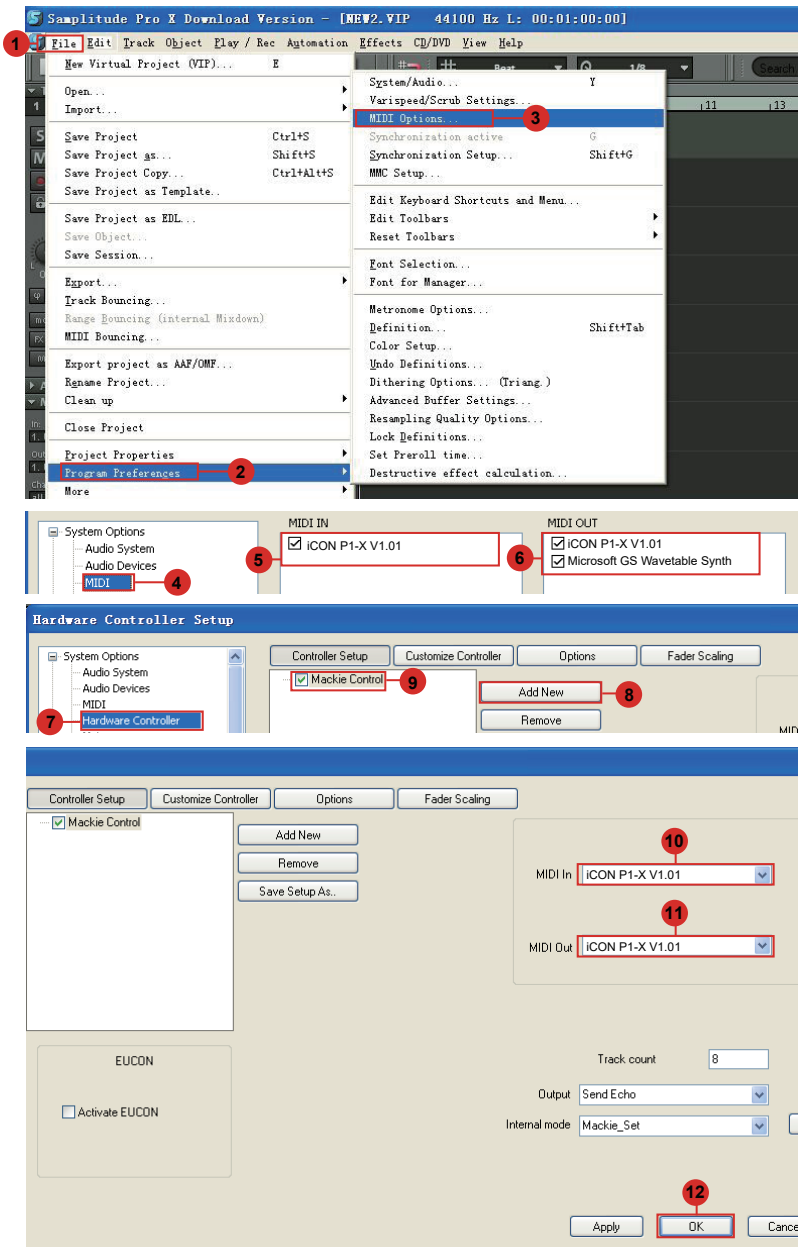 Samplitude Pro X Download Version - [NEW2.VIP 44100 Hz L: 00:01:00:00]
1
File Edit Track Object Play / Rec Automation Effects CD/DVD View Help
New Virtual Project (VIP)... E
Open...
Import...
Save Project Ctrl+S
Save Project as... Shift+S
Save Project Copy... Ctrl+Alt+S
Save Project as Template..
Save Project as EDL...
Save Object...
Save Session...
Export...
Track Bouncing...
Range Bouncing (internal Mixdown)
MIDI Bouncing...
Export project as AAF/OMF...
Rename Project...
Clean up
Close Project
Project Properties
Program Preferences 2
More
Beat 1/8 Search
System/Audio... Y
Varispeed/Scrub Settings...
MIDI Options... 3
Synchronization active G
Synchronization Setup... Shift+G
MMC Setup...
Edit Keyboard Shortcuts and Menu...
Edit Toolbars
Reset Toolbars
Font Selection...
Font for Manager...
Metronome Options...
Definition... Shift+Tab
Color Setup...
Undo Definitions...
Dithering Options... (Triang.)
Advanced Buffer Settings...
Resampling Quality Options...
Lock Definitions...
Set Preroll time...
Destructive effect calculation...
11 13
System Options
Audio System
Audio Devices
MIDI 4
MIDI IN
5 iCON P1-X V1.01
MIDI OUT
6 iCON P1-X V1.01
Microsoft GS Wavetable Synth
Hardware Controller Setup
System Options
Audio System
Audio Devices
MIDI
7 Hardware Controller
Controller Setup Customize Controller Options Fader Scaling
Mackie Control 9
Add New 8
Remove
Controller Setup Customize Controller Options Fader Scaling
Mackie Control
Add New
Remove
Save Setup As..
10
MIDI In iCON P1-X V1.01
11
MIDI Out iCON P1-X V1.01
EUCON
Activate EUCON
Track count 8
Output Send Echo
Internal mode Mackie_Set
12
Apply OK Cance